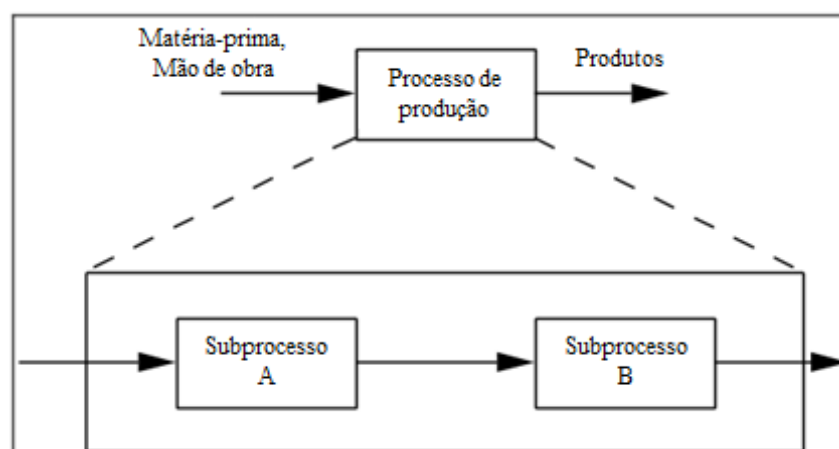 Matéria-prima,
Mão de obra
Processo de
produção
Produtos
Subprocesso
A
Subprocesso
B